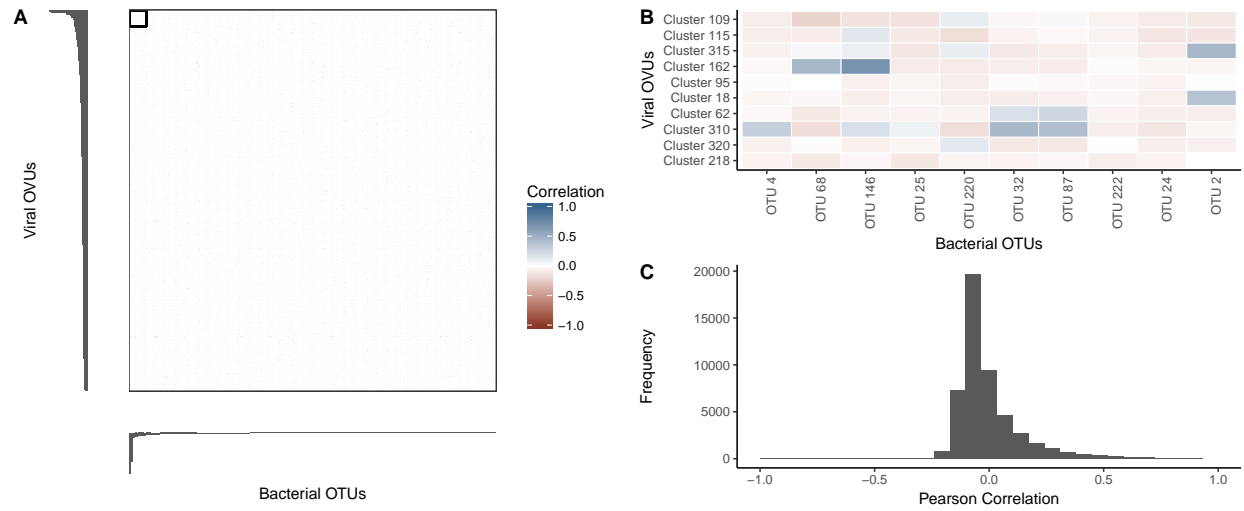 A
Viral OVUs
Bacterial OTUs
Correlation
1.0
0.5
0.0
−0.5
−1.0
B
Viral OVUs
Cluster 109
Cluster 115
Cluster 315
Cluster 162
Cluster 95
Cluster 18
Cluster 62
Cluster 310
Cluster 320
Cluster 218
OTU 4
OTU 68
OTU 146
OTU 25
OTU 220
OTU 32
OTU 87
OTU 222
OTU 24
OTU 2
Bacterial OTUs
C
Frequency
20000
15000
10000
5000
0
−1.0
−0.5
0.0
0.5
1.0
Pearson Correlation